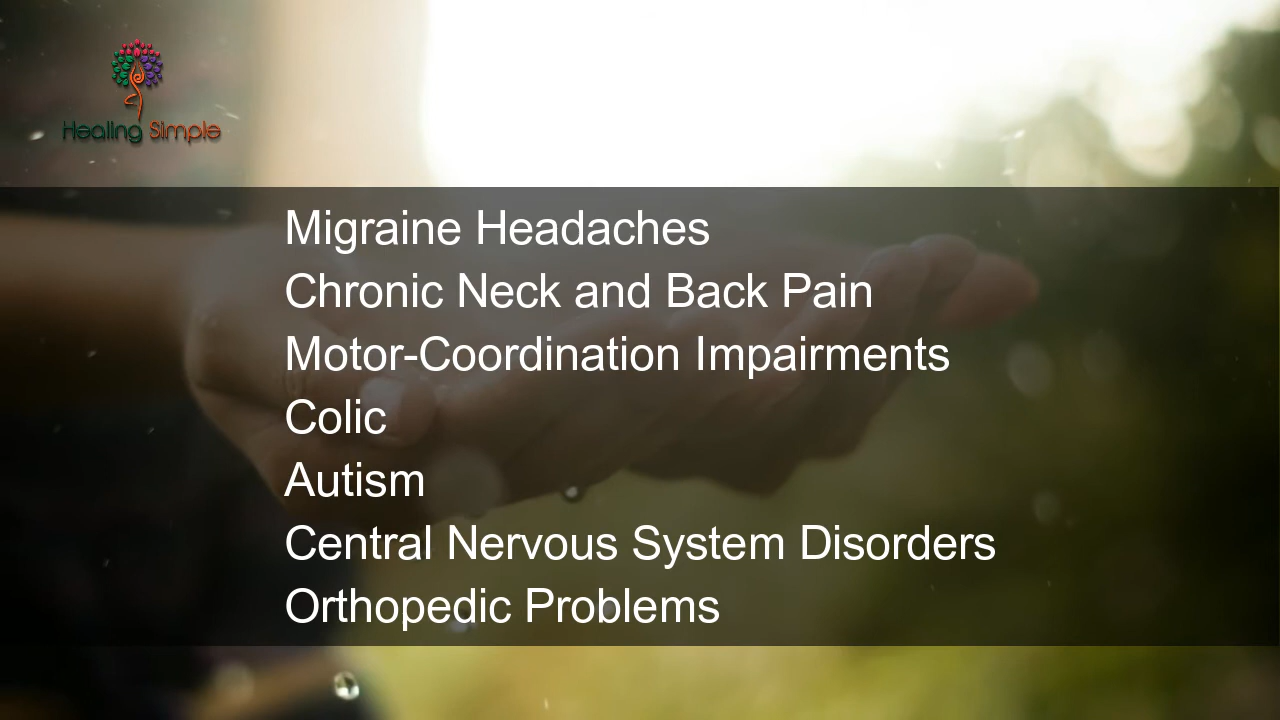 Healing Simple
Migraine Headaches
Chronic Neck and Back Pain
Motor-Coordination Impairments
Colic
Autism
Central Nervous System Disorders
Orthopedic Problems